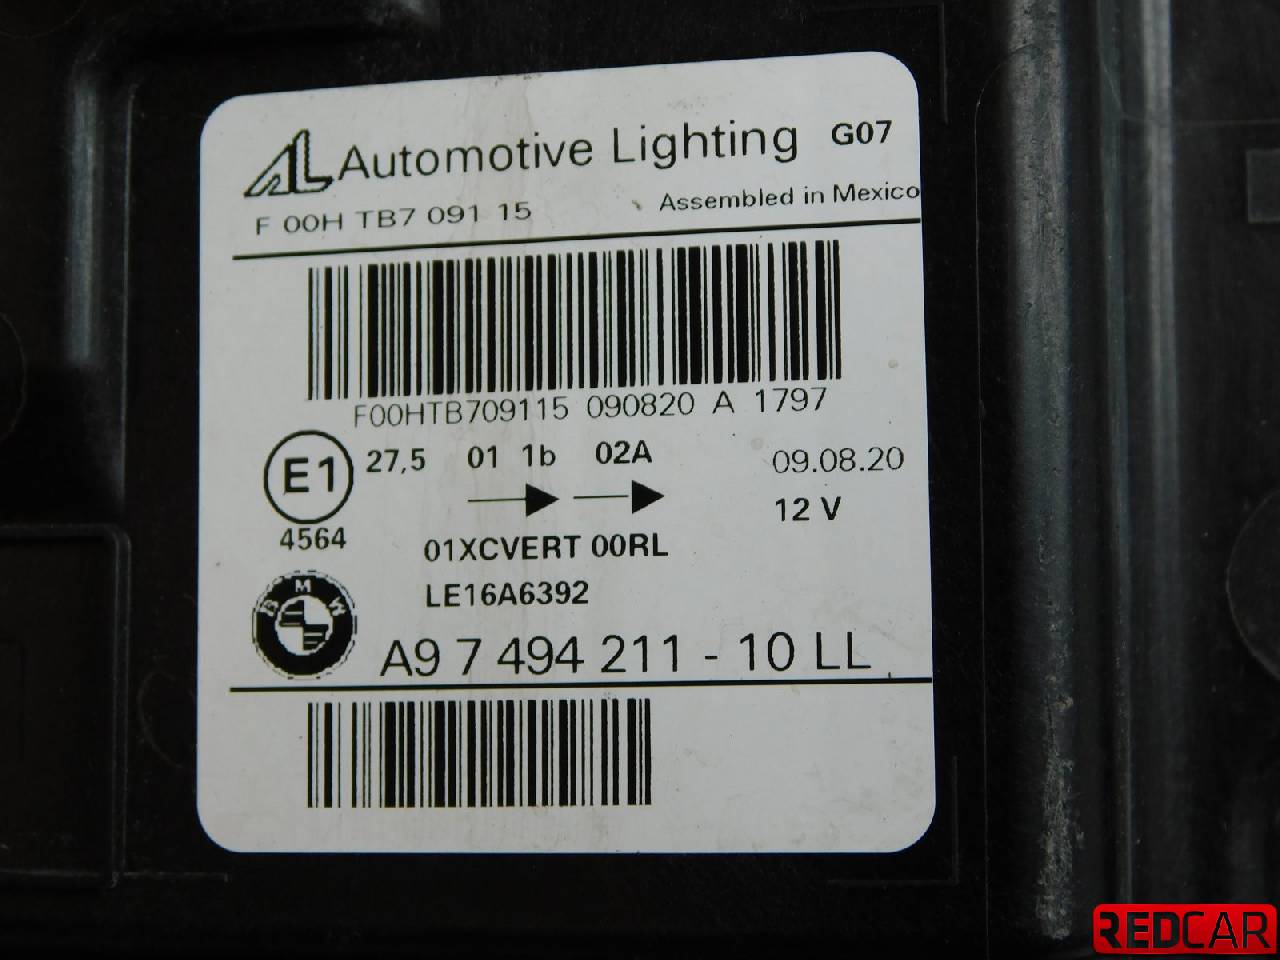 AL Automotive Lighting G07
F 00H TB7 091 15 Assembled in Mexico
F00HTB709115 090820 A 1797
E1 27,5 01 1b 02A 09.08.20
12 V
4564
01XCVERT 00RL
LE16A6392
BMW
A9 7 494 211 - 10 LL
REDCAR